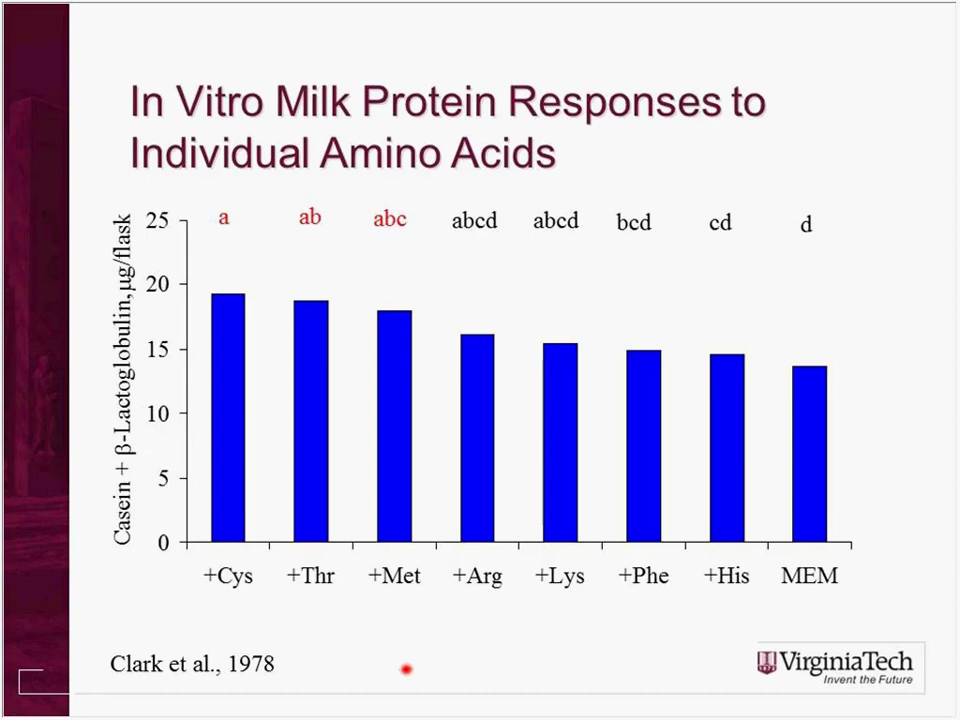 In Vitro Milk Protein Responses to
Individual Amino Acids
Casein + β-Lactoglobulin,µg/flask
25
20
15
10
5
0
a ab abc abcd abcd bcd cd d
+Cys +Thr +Met +Arg +Lys +Phe +His MEM
Clark et al., 1978
VirginiaTech
Invent the Future